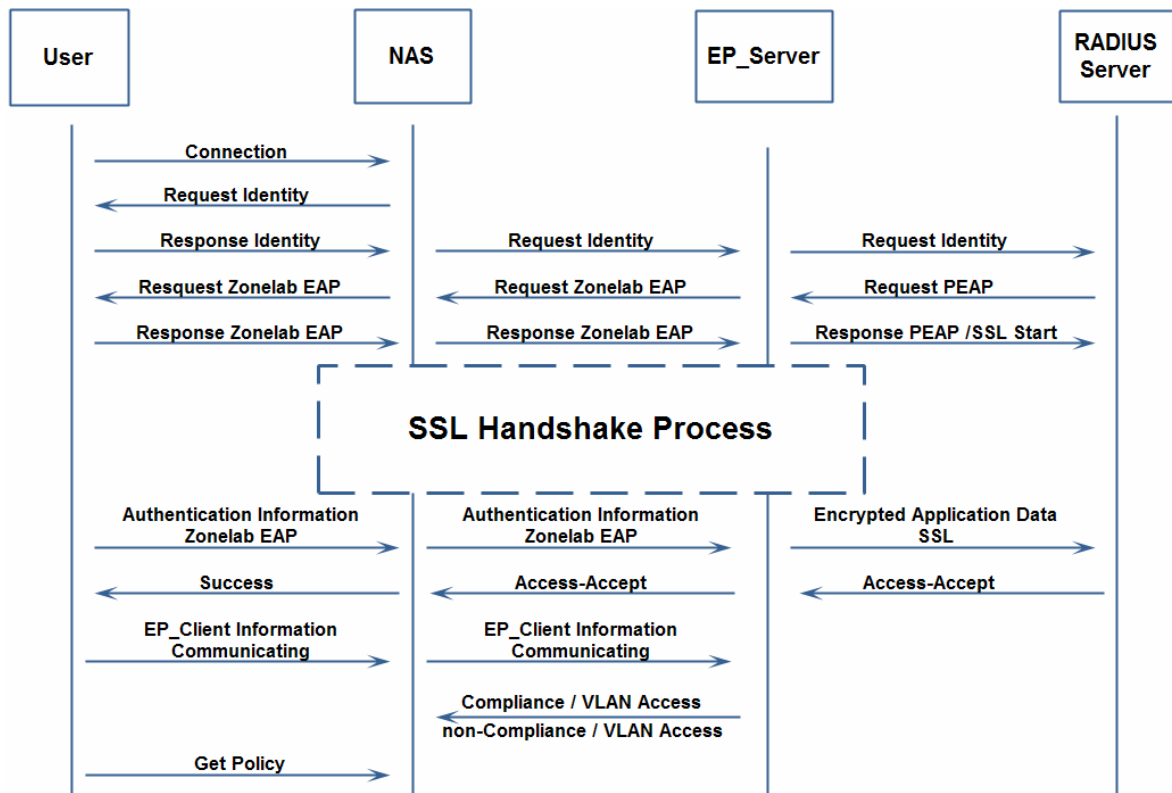 User
NAS
EP_Server
RADIUS
Server
Connection
Request Identity
Response Identity
Request Identity
Request Identity
Resquest Zonelab EAP
Request Zonelab EAP
Request PEAP
Response Zonelab EAP
Response Zonelab EAP
Response PEAP /SSL Start
SSL Handshake Process
Authentication Information
Zonelab EAP
Authentication Information
Zonelab EAP
Encrypted Application Data
SSL
Success
Access-Accept
Access-Accept
EP_Client Information
Communicating
EP_Client Information
Communicating
Compliance / VLAN Access
non-Compliance / VLAN Access
Get Policy